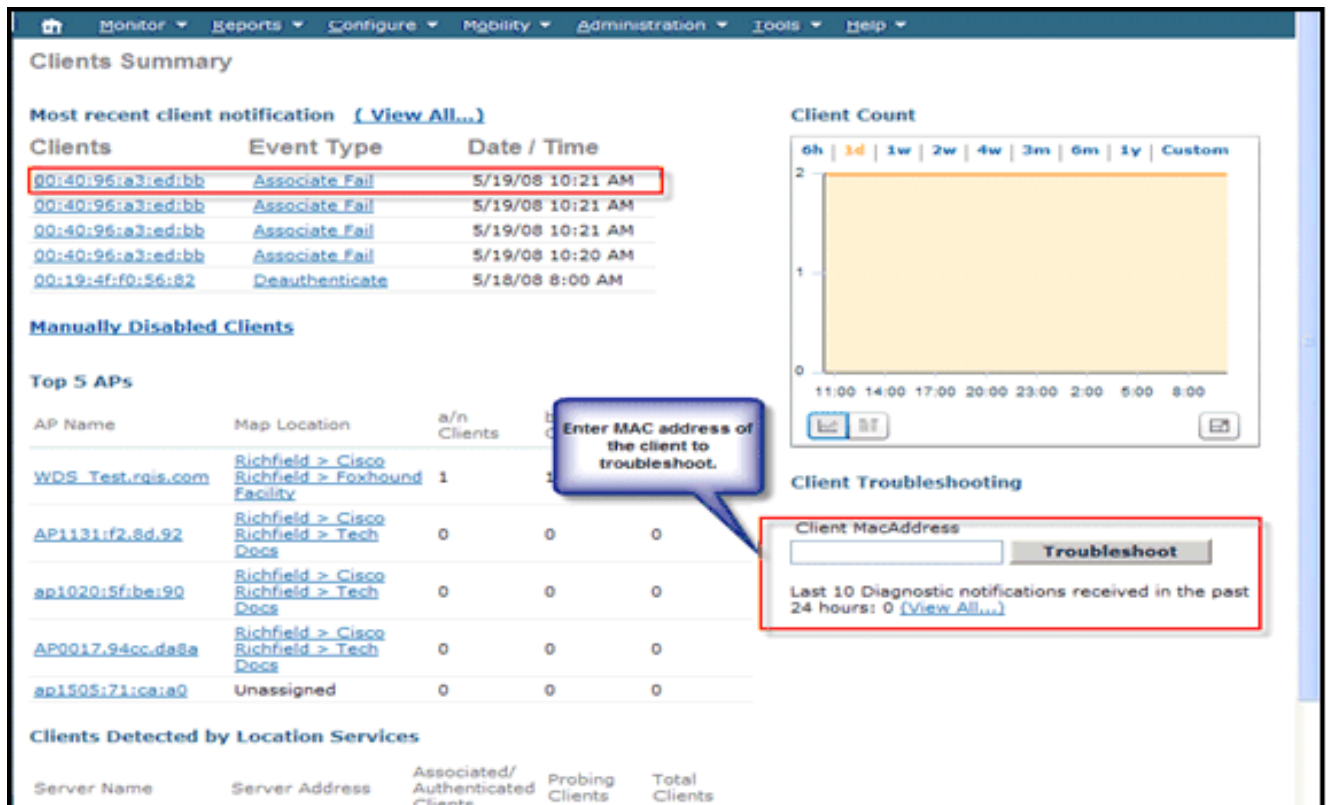 Monitor Reports Configure Mobility Administration Tools Help
Clients Summary
Most recent client notification ( View All...)
Clients Event Type Date / Time
00:40:96:a3:ed:bb Associate Fail 5/19/08 10:21 AM
00:40:96:a3:ed:bb Associate Fail 5/19/08 10:21 AM
00:40:96:a3:ed:bb Associate Fail 5/19/08 10:21 AM
00:40:96:a3:ed:bb Associate Fail 5/19/08 10:20 AM
00:19:4f:f0:56:82 Deauthenticate 5/18/08 8:00 AM
Manually Disabled Clients
Top 5 APs
AP Name Map Location a/n
Clients
WDS_Test.rqis.com Richfield > Cisco
Richfield > Foxhound
Facility 1
AP1131:f2.8d.92 Richfield > Cisco
Richfield > Tech
Docs 0 0 0
ap1020:5f:be:90 Richfield > Cisco
Richfield > Tech
Docs 0 0 0
AP0017.94cc.da8a Richfield > Cisco
Richfield > Tech
Docs 0 0 0
ap1505:71:ca:a0 Unassigned 0 0 0
Clients Detected by Location Services
Server Name Server Address Associated/
Authenticated
Clients Probing
Clients Total
Clients
Client Count
6h | 1d | 1w | 2w | 4w | 3m | 6m | 1y | Custom
2
1
0
11:00 14:00 17:00 20:00 23:00 2:00 5:00 8:00
Enter MAC address of
the client to
troubleshoot.
Client Troubleshooting
Client MacAddress
Troubleshoot
Last 10 Diagnostic notifications received in the past
24 hours: 0 (View All...)